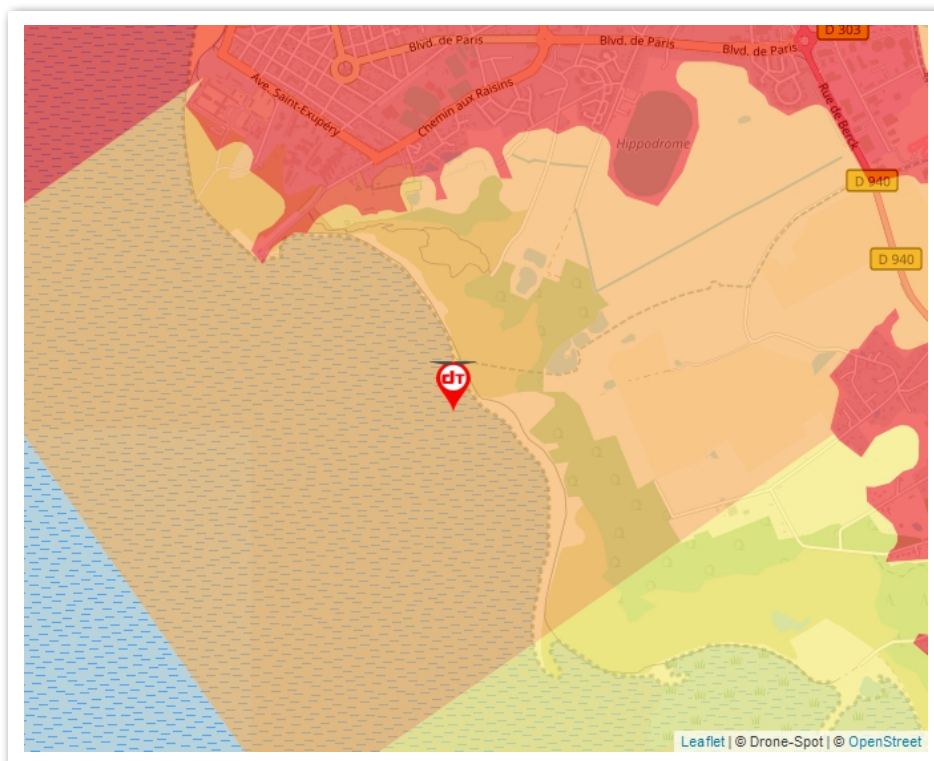 D 303
Blvd. de Paris
Blvd. de Paris
Blvd. de Paris
Ave. Saint-Exupéry
Chemin aux Raisins
Rue de Berck
Hippodrome
D 940
D 940
dT
Leaflet | © Drone-Spot | © OpenStreet